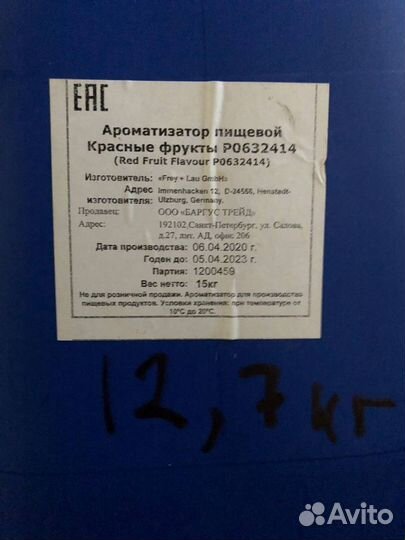 EAC
Ароматизатор пищевой
Красные фрукты P0632414
(Red Fruit Flavour P0632414)
Изготовитель: «Frey + Lau GmbH»
Адрес Immenhacken 12, D-24558, Henstedt-
изготовителя: Ulzburg, Germany.
Продавец: ООО «БАРГУС ТРЕЙД»
Адрес: 192102,Санкт-Петербург, ул. Салова,
д.27, лит. АД, офис 206
Дата производства: 06.04.2020 г.
Годен до: 05.04.2023 г.
Партия: 1200459
Вес нетто: 15кг
Не для розничной продажи. Ароматизатор для производства
пищевых продуктов. Условия хранения: при температуре от
10°С до 20°С.
12,7 кг
Avito